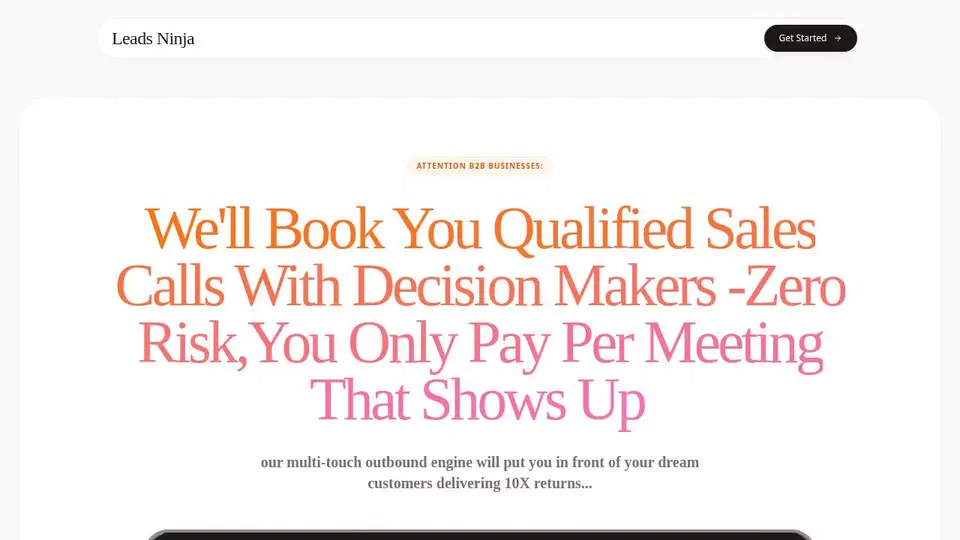 Leads Ninja
Get Started →
ATTENTION B2B BUSINESSES:
We'll Book You Qualified Sales
Calls With Decision Makers -Zero
Risk,You Only Pay Per Meeting
That Shows Up
our multi-touch outbound engine will put you in front of your dream
customers delivering 10X returns...